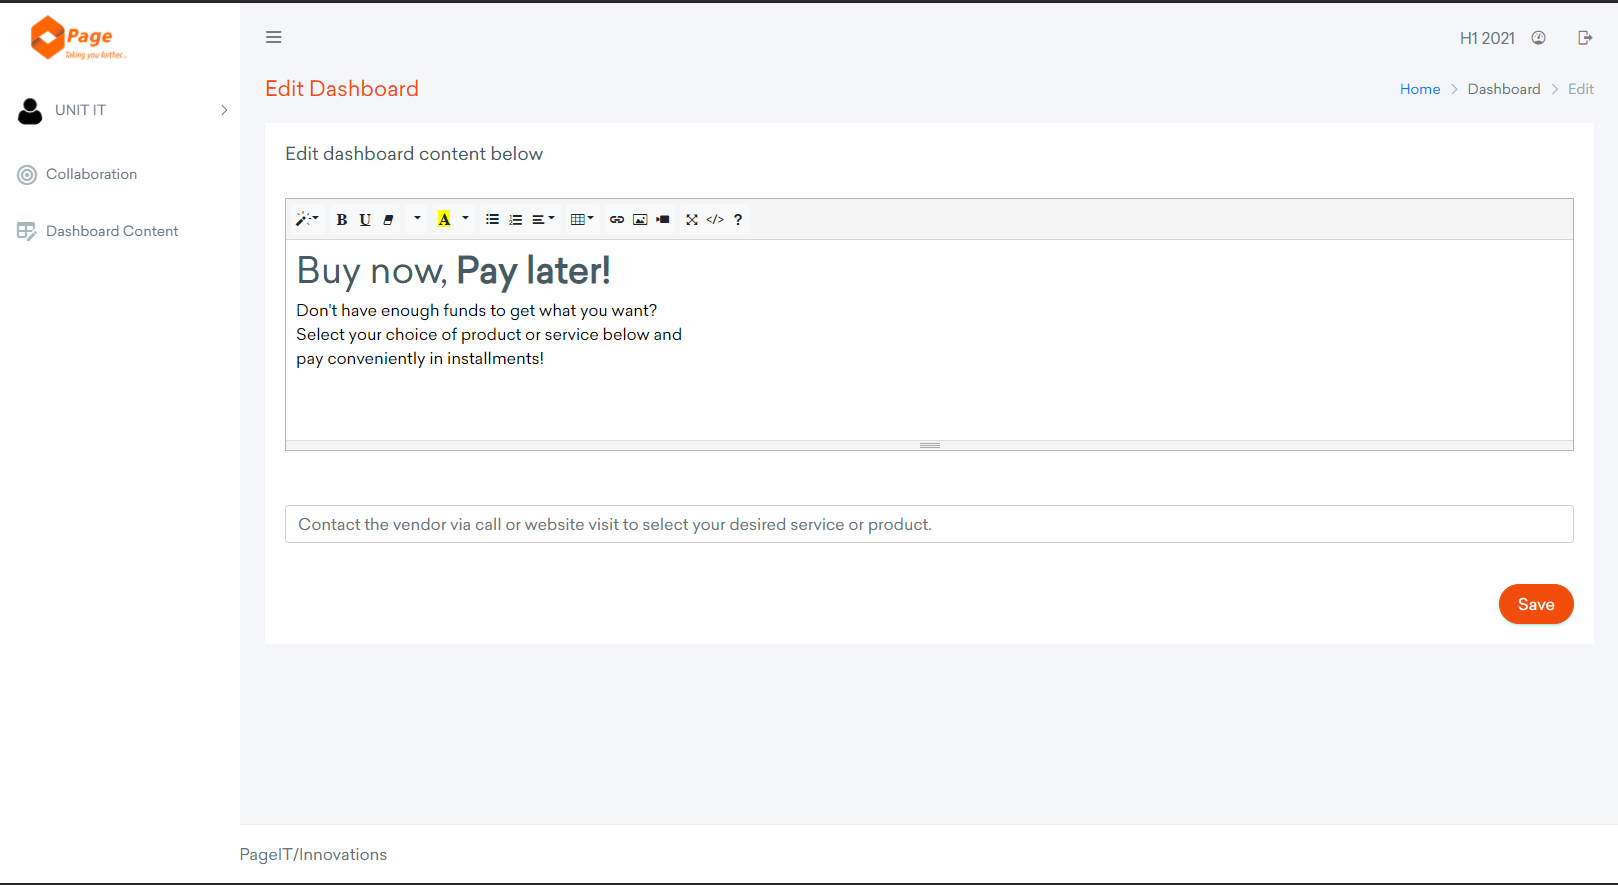 Page
Taking you further...
H1 2021
UNIT IT
Collaboration
Dashboard Content
Edit Dashboard
Home > Dashboard > Edit
Edit dashboard content below
B U A </> ?
Buy now, Pay later!
Don't have enough funds to get what you want?
Select your choice of product or service below and
pay conveniently in installments!
Contact the vendor via call or website visit to select your desired service or product.
Save
PageIT/Innovations